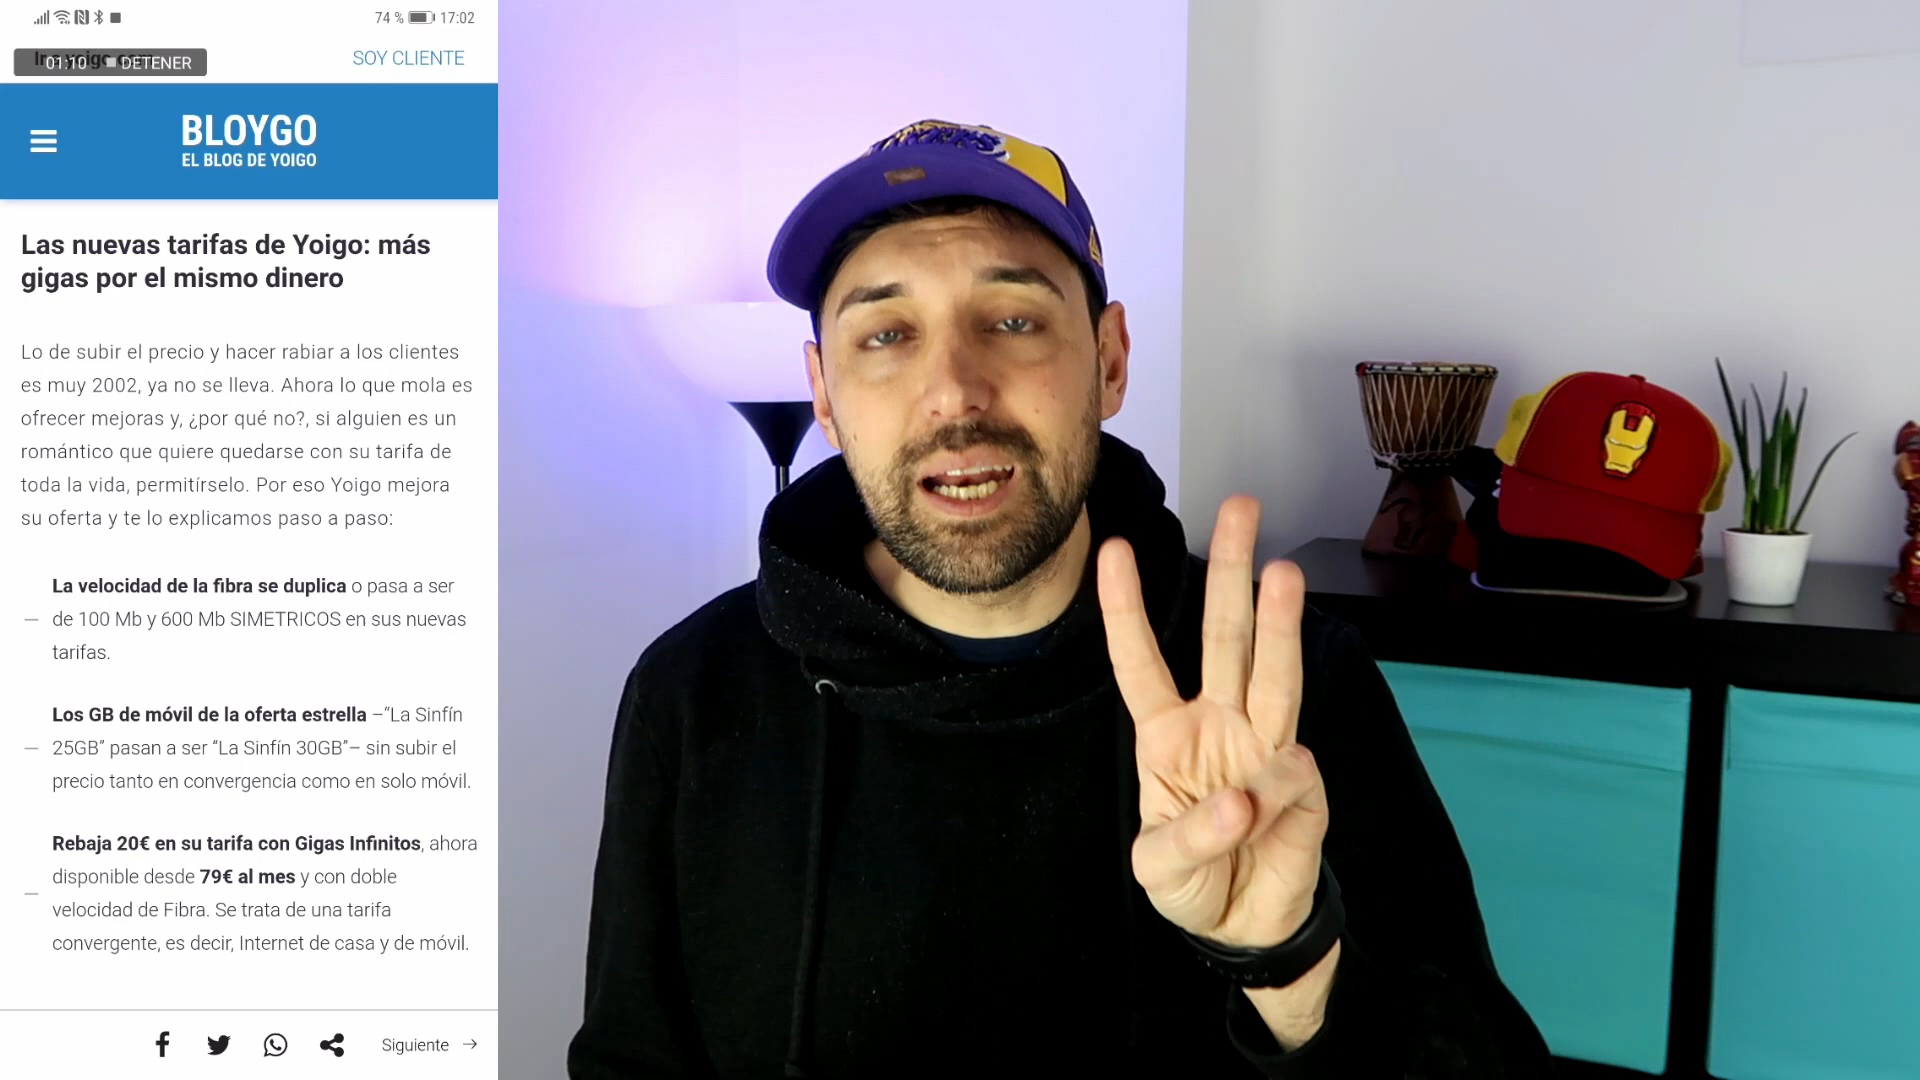 74 % 17:02
01:10 DETENER
SOY CLIENTE
BLOYGO
EL BLOG DE YOIGO
Las nuevas tarifas de Yoigo: más
gigas por el mismo dinero
Lo de subir el precio y hacer rabiar a los clientes
es muy 2002, ya no se lleva. Ahora lo que mola es
ofrecer mejoras y, ¿por qué no?, si alguien es un
romántico que quiere quedarse con su tarifa de
toda la vida, permitírselo. Por eso Yoigo mejora
su oferta y te lo explicamos paso a paso:
— La velocidad de la fibra se duplica o pasa a ser
de 100 Mb y 600 Mb SIMETRICOS en sus nuevas
tarifas.
— Los GB de móvil de la oferta estrella –“La Sinfín
25GB” pasan a ser “La Sinfín 30GB”– sin subir el
precio tanto en convergencia como en solo móvil.
— Rebaja 20€ en su tarifa con Gigas Infinitos, ahora
disponible desde 79€ al mes y con doble
velocidad de Fibra. Se trata de una tarifa
convergente, es decir, Internet de casa y de móvil.
Siguiente →